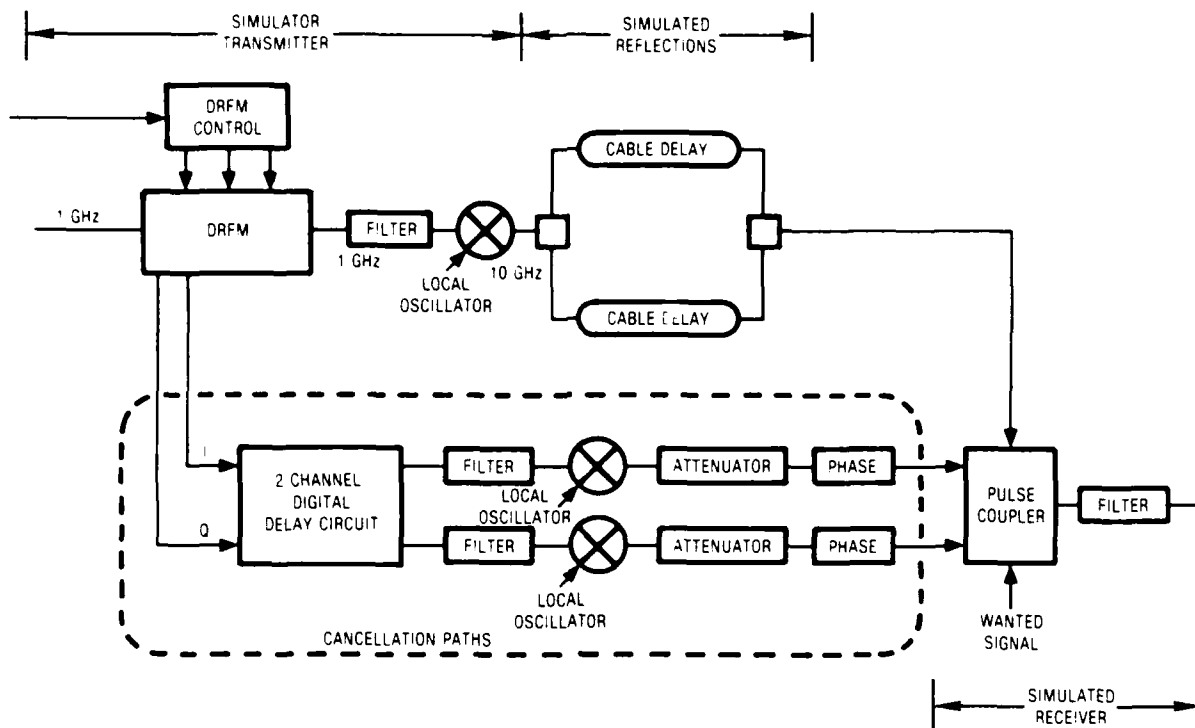 SIMULATOR
TRANSMITTER
SIMULATED
REFLECTIONS
DRFM
CONTROL
CABLE DELAY
1 GHz
DRFM
FILTER
1 GHz
LOCAL
OSCILLATOR
10 GHz
CABLE DELAY
I
Q
2 CHANNEL
DIGITAL
DELAY CIRCUIT
FILTER
LOCAL
OSCILLATOR
ATTENUATOR
PHASE
FILTER
LOCAL
OSCILLATOR
ATTENUATOR
PHASE
PULSE
COUPLER
FILTER
WANTED
SIGNAL
CANCELLATION PATHS
SIMULATED
RECEIVER